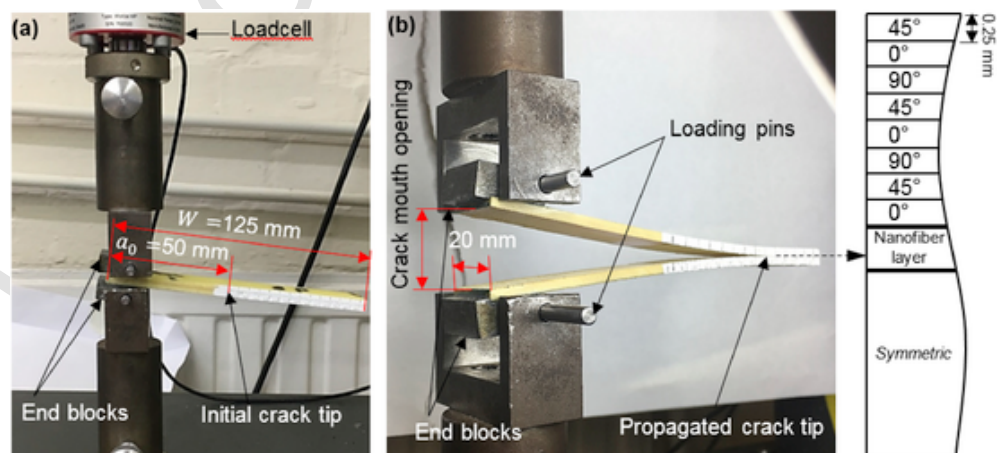 (a)
Loadcell
W =125 mm
a₀ =50 mm
End blocks
Initial crack tip
(b)
Crack mouth opening
20 mm
Loading pins
End blocks
Propagated crack tip
45°
0°
90°
45°
0°
90°
45°
0°
Nanofiber
layer
Symmetric
0.25 mm